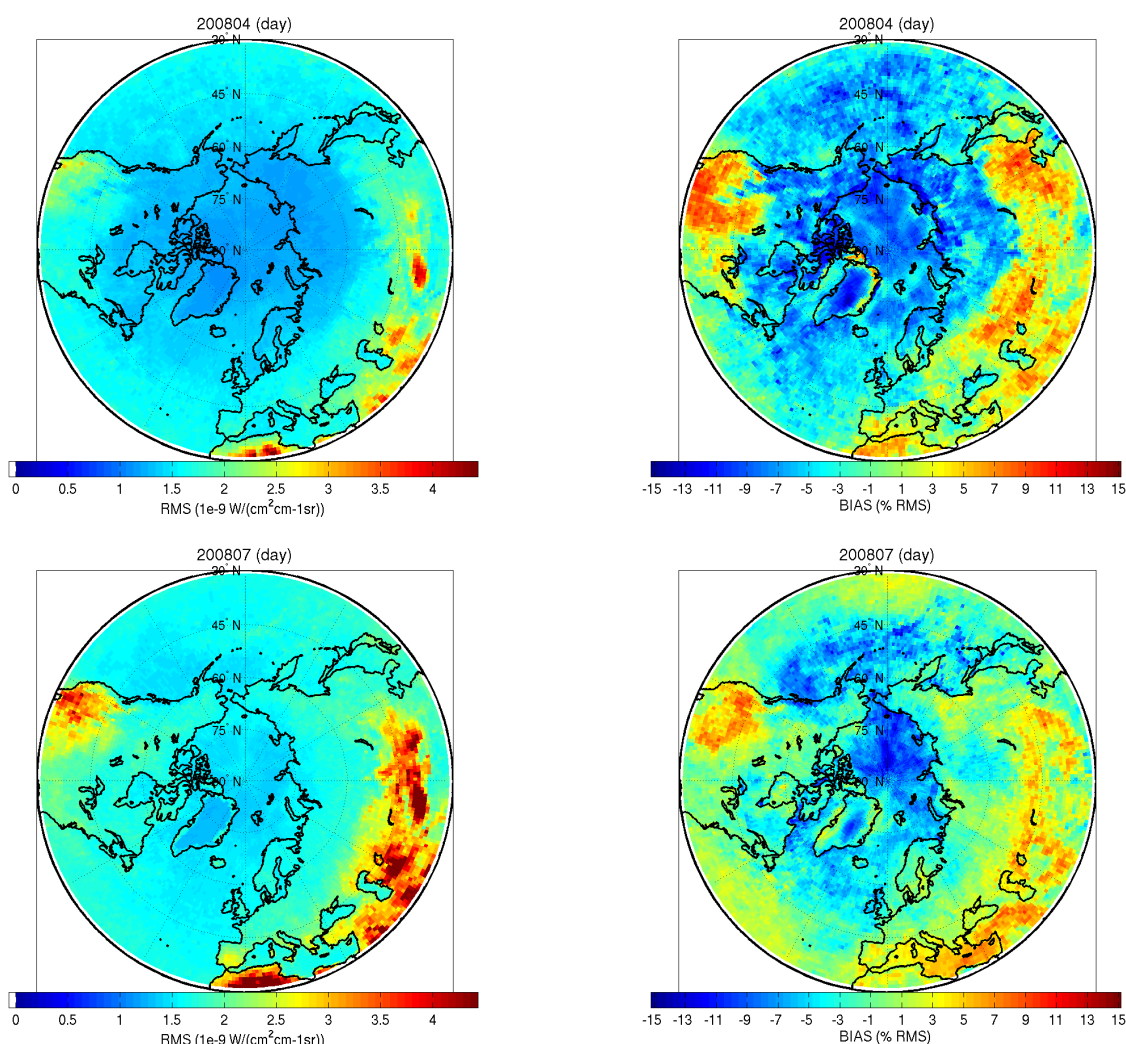 200804 (day)
30° N
45° N
60° N
75° N
90° N
0 0.5 1 1.5 2 2.5 3 3.5 4
RMS (1e-9 W/(cm²cm-1sr))
200804 (day)
30° N
45° N
60° N
75° N
90° N
-15 -13 -11 -9 -7 -5 -3 -1 1 3 5 7 9 11 13 15
BIAS (% RMS)
200807 (day)
30° N
45° N
60° N
75° N
90° N
0 0.5 1 1.5 2 2.5 3 3.5 4
RMS (1e-9 W/(cm²cm-1sr))
200807 (day)
30° N
45° N
60° N
75° N
90° N
-15 -13 -11 -9 -7 -5 -3 -1 1 3 5 7 9 11 13 15
BIAS (% RMS)